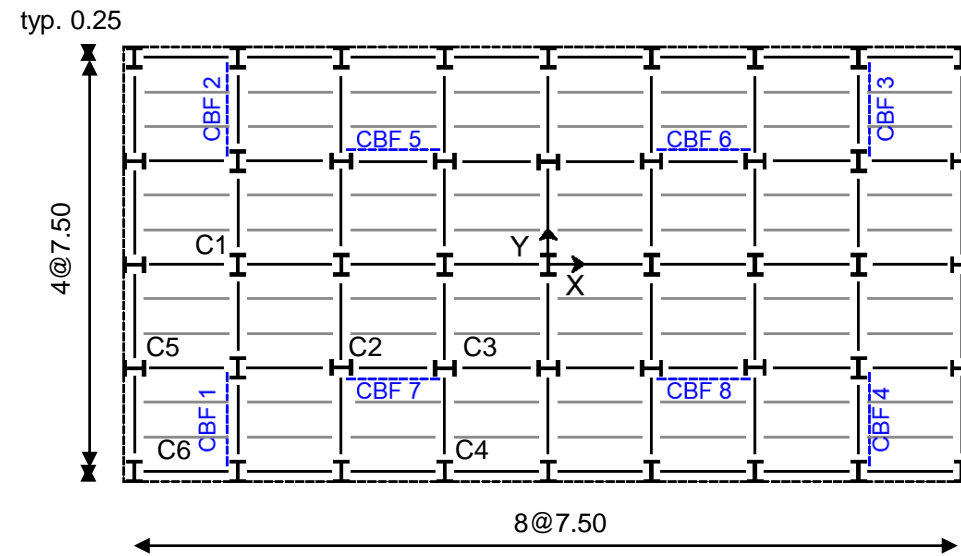 typ. 0.25
CBF 2
CBF 3
CBF 5
CBF 6
4@7.50
C1
Y
X
C5
C2
C3
CBF 7
CBF 8
CBF 1
CBF 4
C6
C4
8@7.50